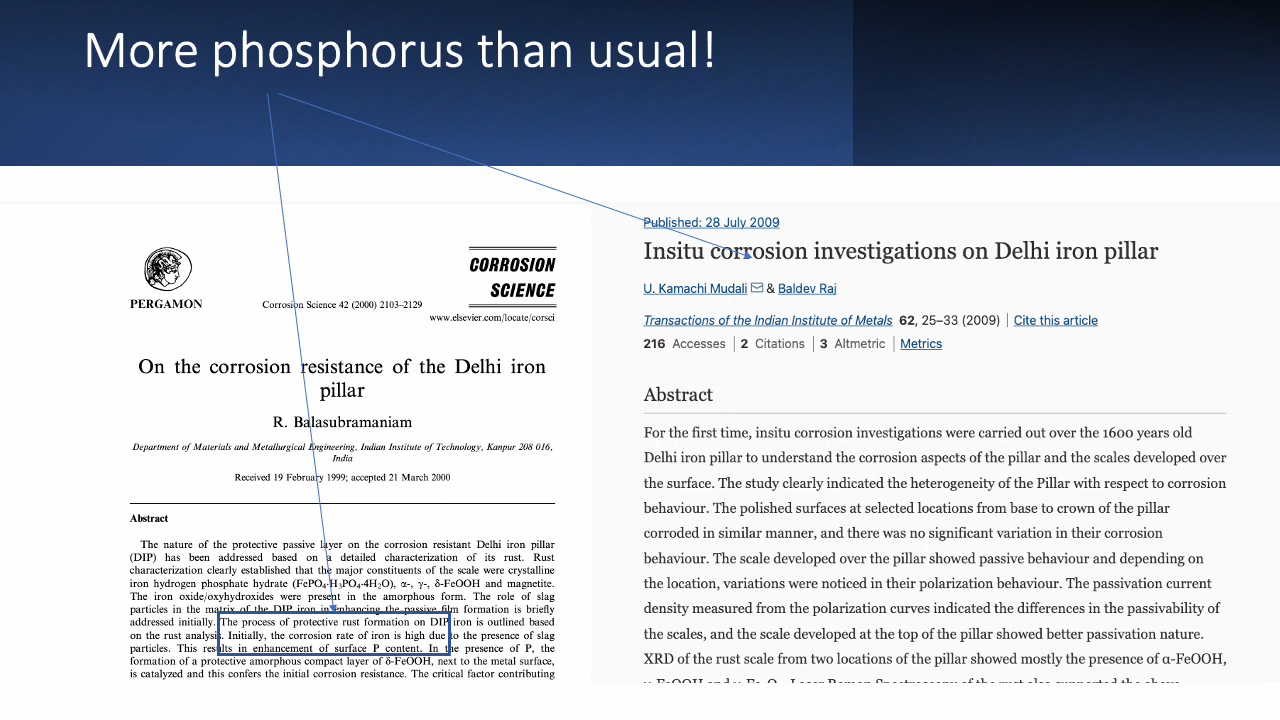 More phosphorus than usual!
PERGAMON
Corrosion Science 42 (2000) 2103–2129
CORROSION
SCIENCE
www.elsevier.com/locate/corsci
On the corrosion resistance of the Delhi iron
pillar
R. Balasubramaniam
Department of Materials and Metallurgical Engineering, Indian Institute of Technology, Kanpur 208 016,
India
Received 19 February 1999; accepted 21 March 2000
Abstract
The nature of the protective passive layer on the corrosion resistant Delhi iron pillar
(DIP) has been addressed based on a detailed characterization of its rust. Rust
characterization clearly established that the major constituents of the scale were crystalline
iron hydrogen phosphate hydrate (FePO₄·H₃PO₄·4H₂O), α-, γ-, δ-FeOOH and magnetite.
The iron oxide/oxyhydroxides were present in the amorphous form. The role of slag
particles in the matrix of the DIP iron in enhancing the passive film formation is briefly
addressed initially. The process of protective rust formation on DIP iron is outlined based
on the rust analysis. Initially, the corrosion rate of iron is high due to the presence of slag
particles. This results in enhancement of surface P content. In the presence of P, the
formation of a protective amorphous compact layer of δ-FeOOH, next to the metal surface,
is catalyzed and this confers the initial corrosion resistance. The critical factor contributing
Published: 28 July 2009
Insitu corrosion investigations on Delhi iron pillar
U. Kamachi Mudali & Baldev Raj
Transactions of the Indian Institute of Metals 62, 25–33 (2009) | Cite this article
216 Accesses | 2 Citations | 3 Altmetric | Metrics
Abstract
For the first time, insitu corrosion investigations were carried out over the 1600 years old
Delhi iron pillar to understand the corrosion aspects of the pillar and the scales developed over
the surface. The study clearly indicated the heterogeneity of the Pillar with respect to corrosion
behaviour. The polished surfaces at selected locations from base to crown of the pillar
corroded in similar manner, and there was no significant variation in their corrosion
behaviour. The scale developed over the pillar showed passive behaviour and depending on
the location, variations were noticed in their polarization behaviour. The passivation current
density measured from the polarization curves indicated the differences in the passivability of
the scales, and the scale developed at the top of the pillar showed better passivation nature.
XRD of the rust scale from two locations of the pillar showed mostly the presence of α-FeOOH,